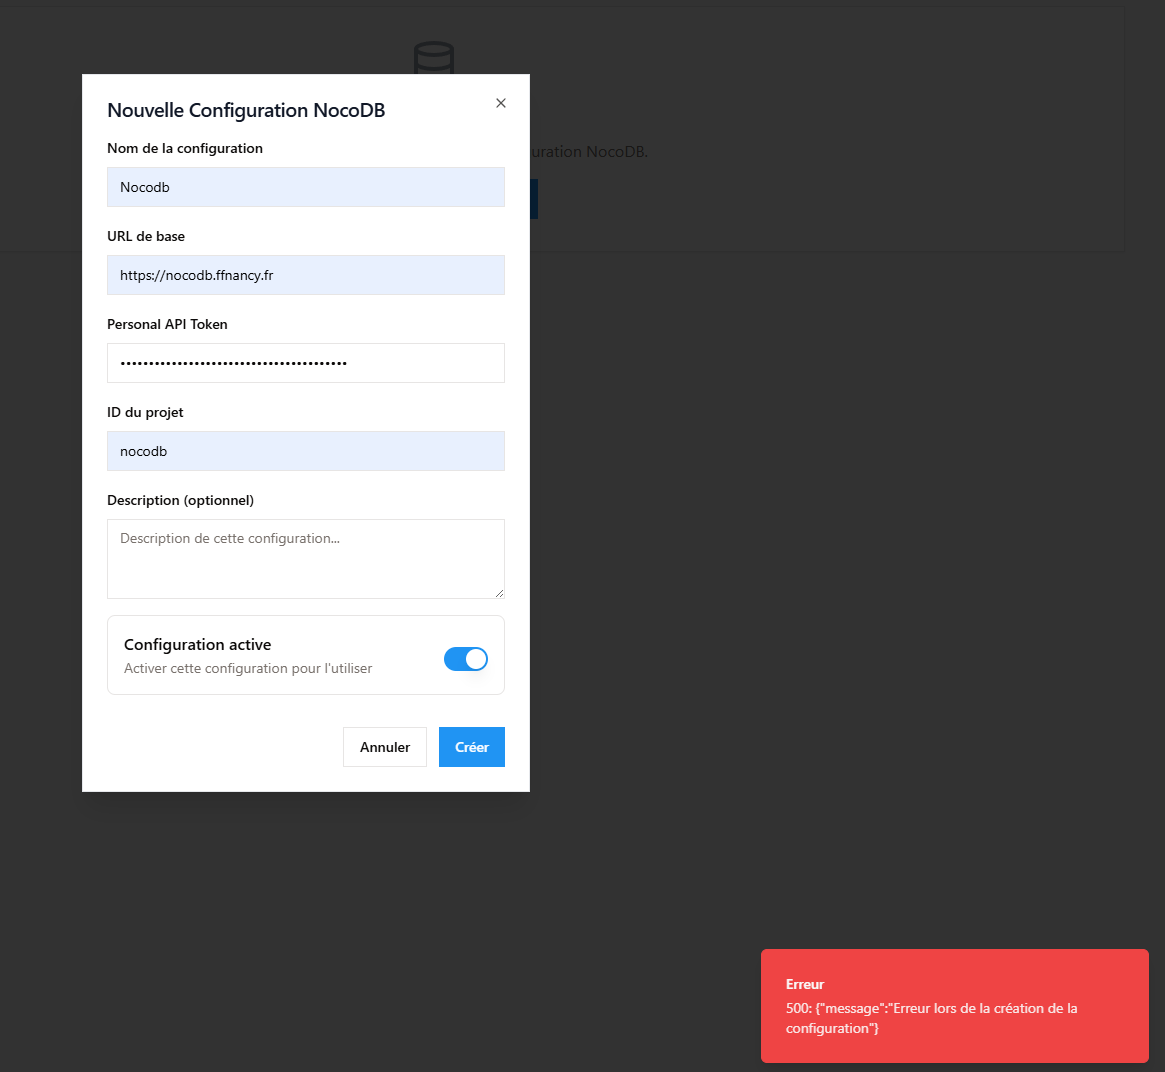 Nouvelle Configuration NocoDB
Nom de la configuration
Nocodb
uration NocoDB.
URL de base
https://nocodb.ffnancy.fr
Personal API Token
••••••••••••••••••••••••••••••••••••••••
ID du projet
nocodb
Description (optionnel)
Description de cette configuration...
Configuration active
Activer cette configuration pour l'utiliser
Annuler
Créer
Erreur
500: {"message":"Erreur lors de la création de la
configuration"}